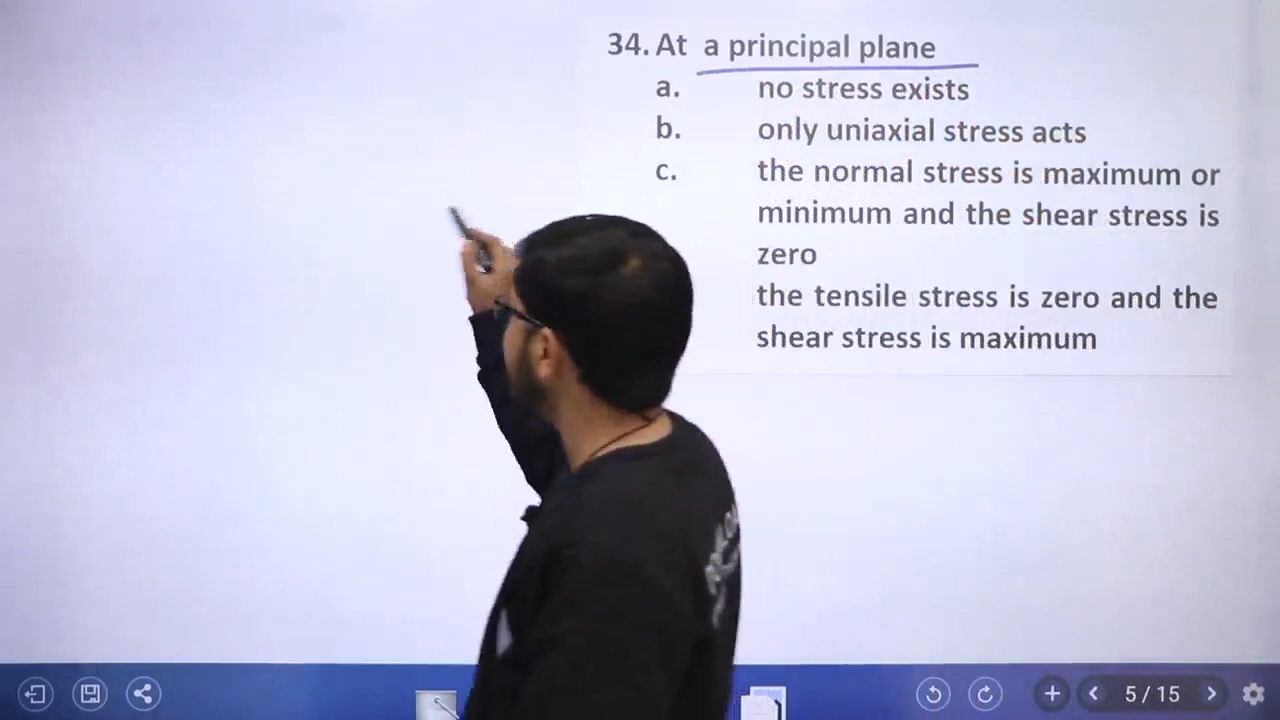 34. At a principal plane
a. no stress exists
b. only uniaxial stress acts
c. the normal stress is maximum or
minimum and the shear stress is
zero
the tensile stress is zero and the
shear stress is maximum
5 / 15